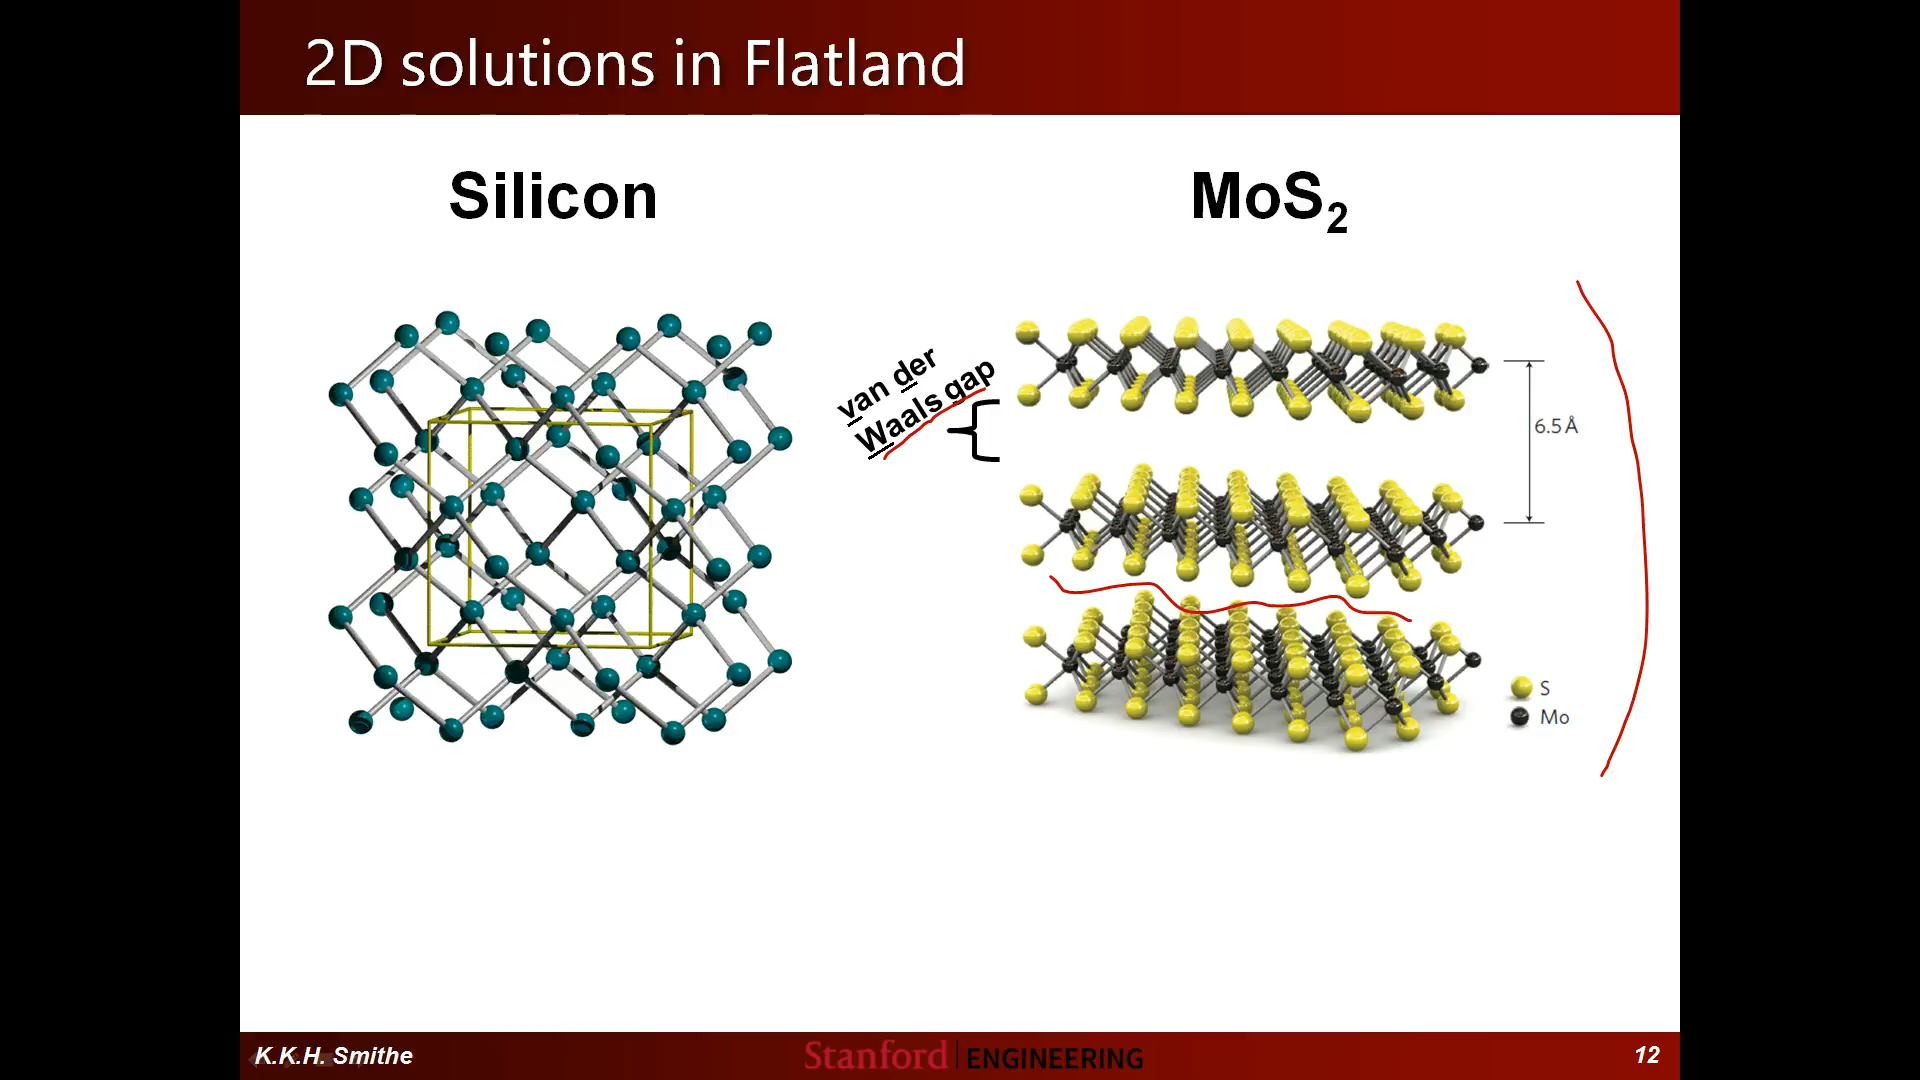 2D solutions in Flatland
Silicon
MoS₂
van der
Waals gap
6.5 Å
S
Mo
K.K.H. Smithe
Stanford ENGINEERING
12